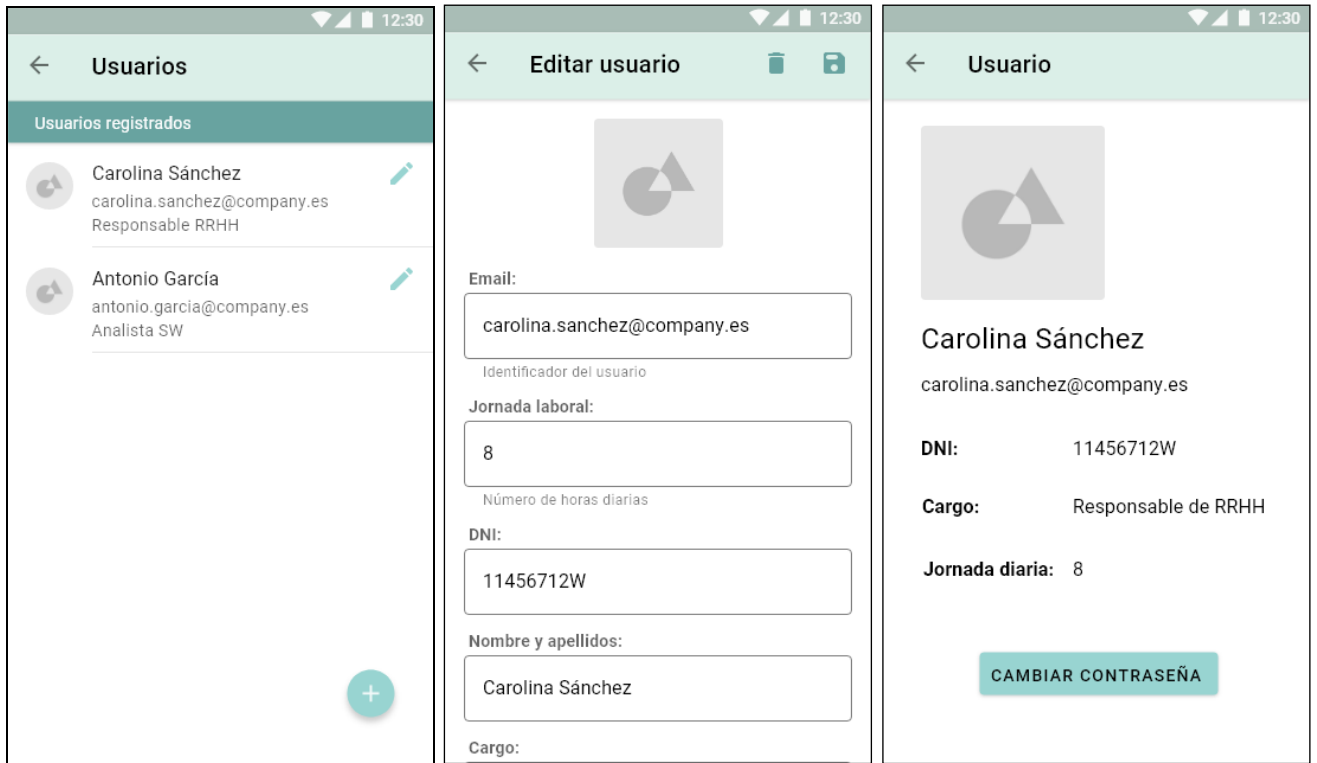 12:30
Usuarios
Usuarios registrados
Carolina Sánchez
carolina.sanchez@company.es
Responsable RRHH
Antonio García
antonio.garcia@company.es
Analista SW
12:30
Editar usuario
Email:
carolina.sanchez@company.es
Identificador del usuario
Jornada laboral:
8
Número de horas diarias
DNI:
11456712W
Nombre y apellidos:
Carolina Sánchez
Cargo:
12:30
Usuario
Carolina Sánchez
carolina.sanchez@company.es
DNI: 11456712W
Cargo: Responsable de RRHH
Jornada diaria: 8
CAMBIAR CONTRASEÑA